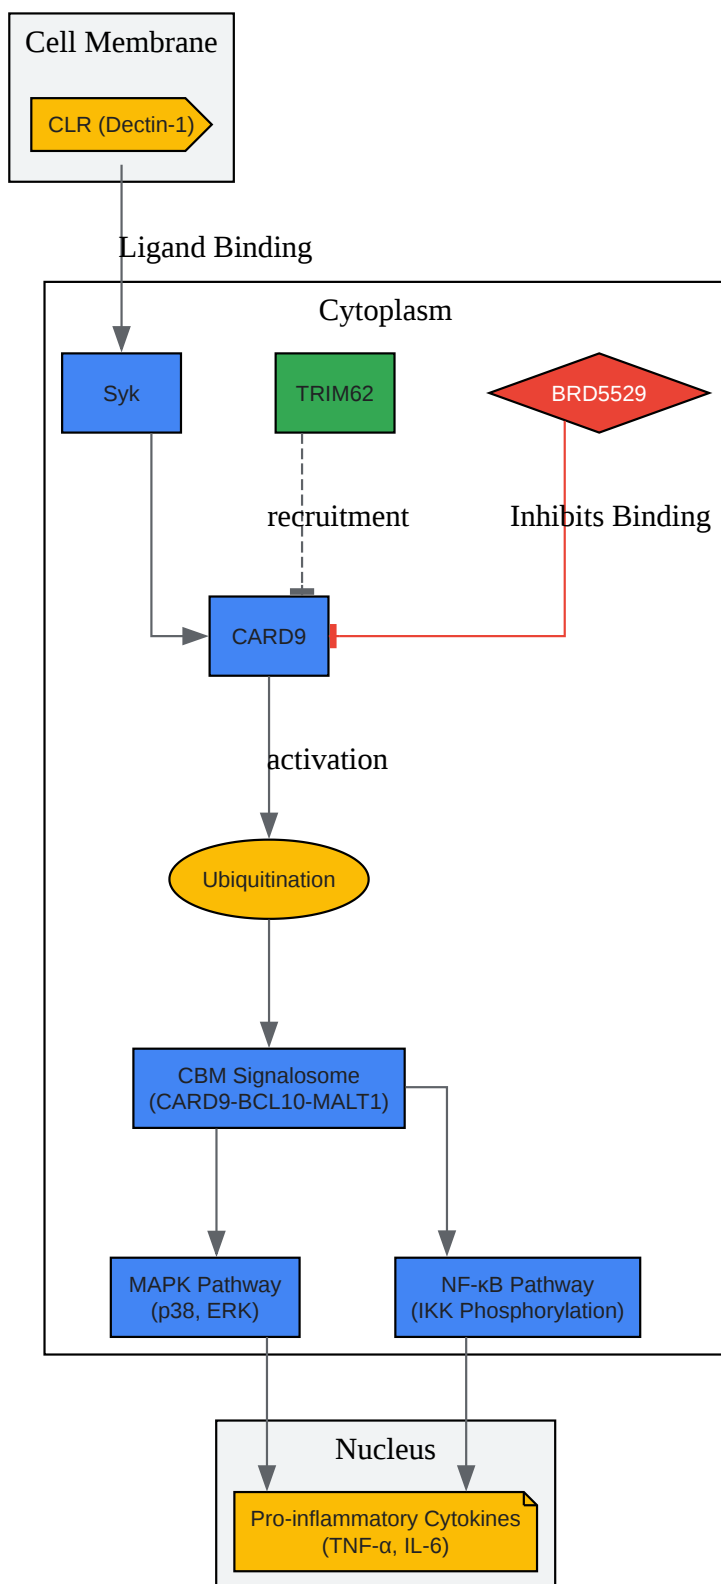 Cell Membrane
CLR (Dectin-1)
Ligand Binding
Cytoplasm
Syk
TRIM62
BRD5529
recruitment
Inhibits Binding
CARD9
activation
Ubiquitination
CBM Signalosome
(CARD9-BCL10-MALT1)
MAPK Pathway
(p38, ERK)
NF-κB Pathway
(IKK Phosphorylation)
Nucleus
Pro-inflammatory Cytokines
(TNF-α, IL-6)